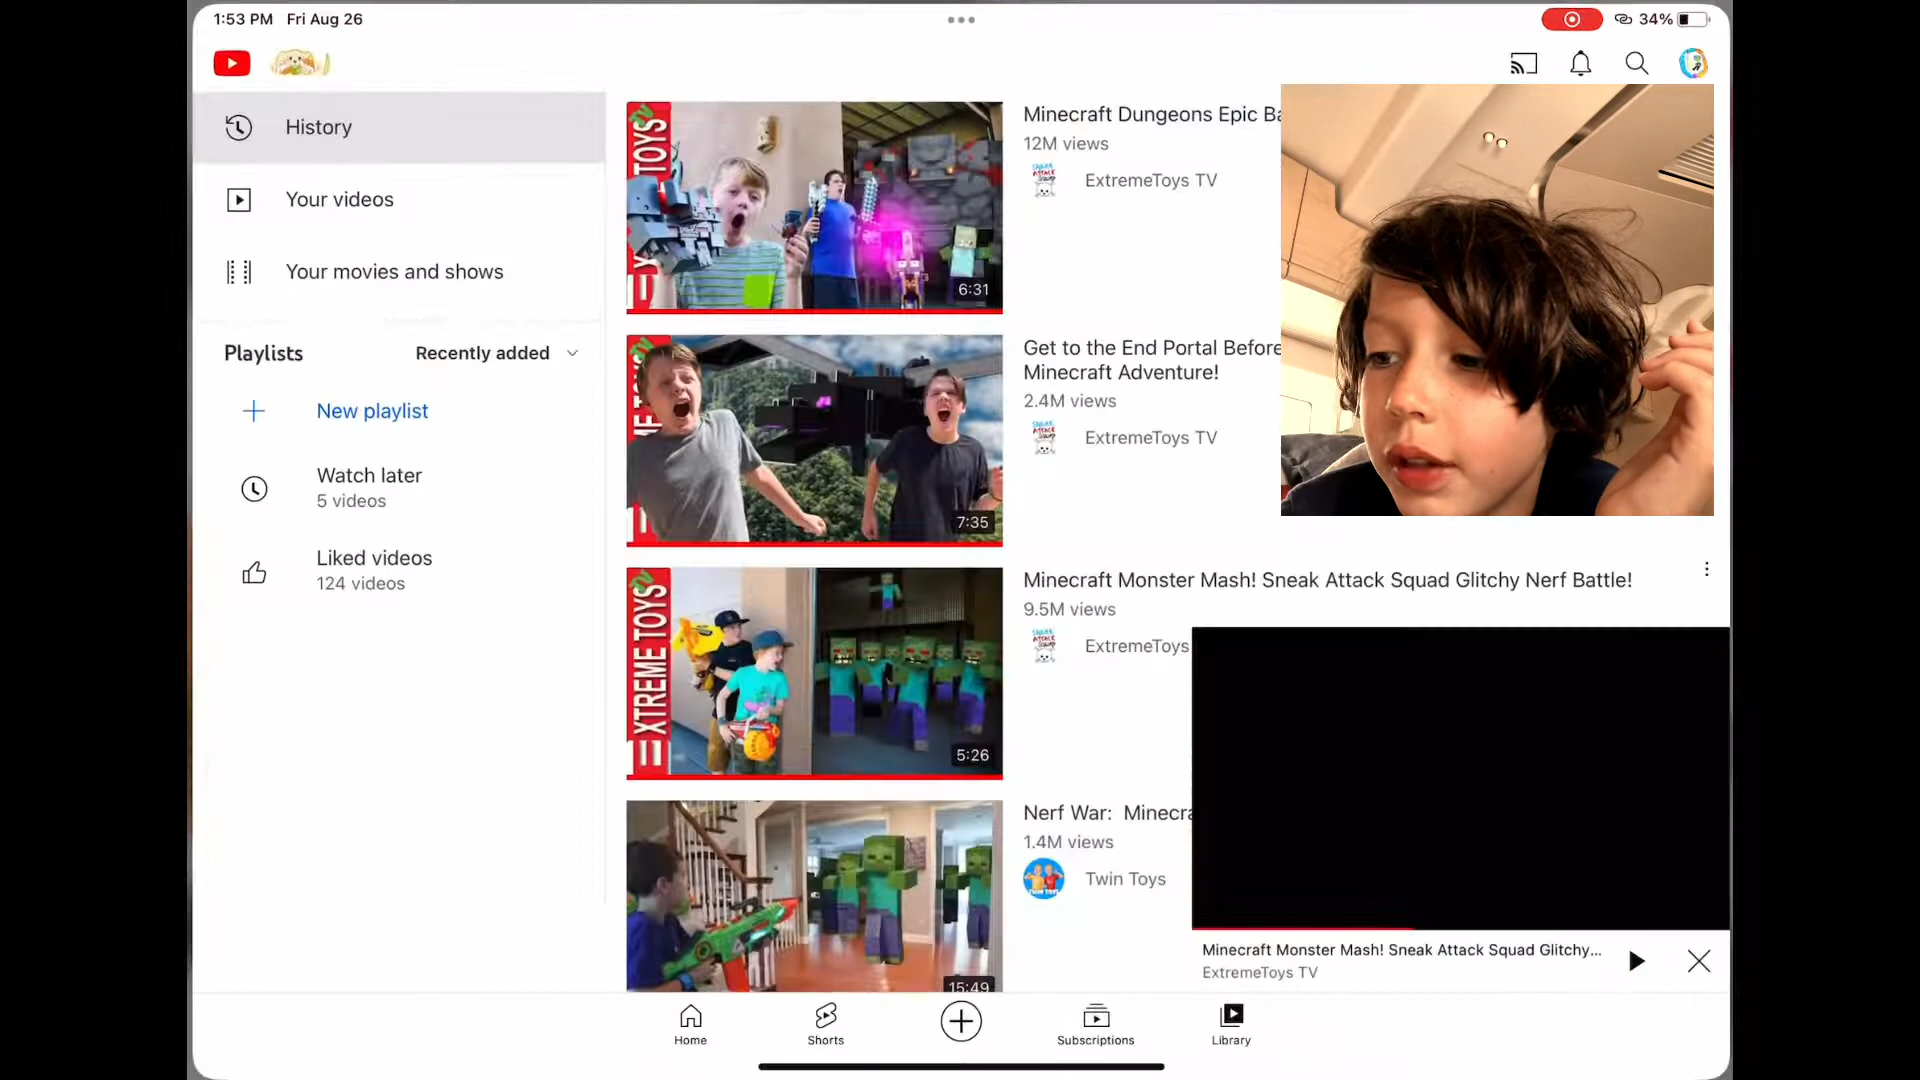 1:53 PM Fri Aug 26
34%
History
Your videos
Your movies and shows
Playlists
Recently added
New playlist
Watch later
5 videos
Liked videos
124 videos
TOYS
6:31
Minecraft Dungeons Epic Ba
12M views
ExtremeToys TV
7:35
Get to the End Portal Before
Minecraft Adventure!
2.4M views
ExtremeToys TV
XTREME TOYS
TV
5:26
Minecraft Monster Mash! Sneak Attack Squad Glitchy Nerf Battle!
9.5M views
ExtremeToys
15:49
Nerf War: Minecra
1.4M views
Twin Toys
Minecraft Monster Mash! Sneak Attack Squad Glitchy...
ExtremeToys TV
Home
Shorts
Subscriptions
Library